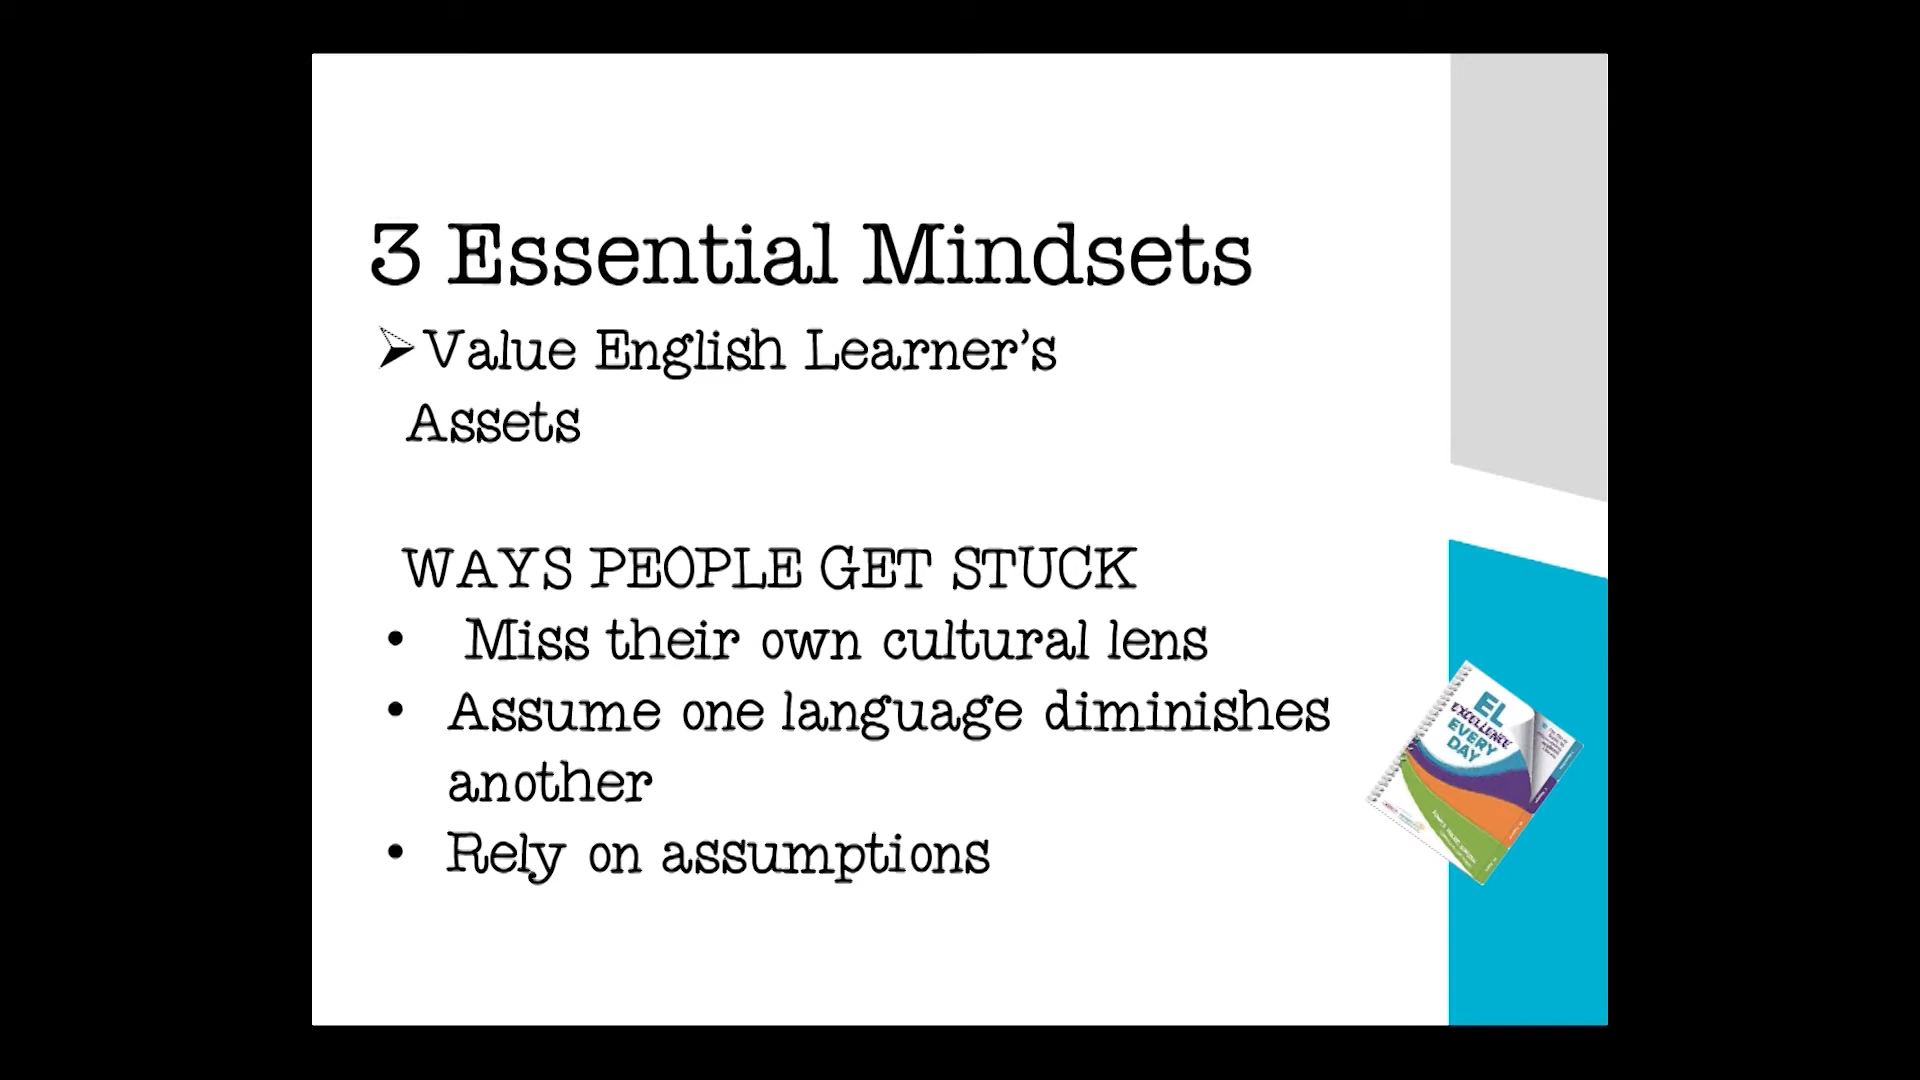 3 Essential Mindsets
➢Value English Learner’s
Assets
WAYS PEOPLE GET STUCK
• Miss their own cultural lens
• Assume one language diminishes
another
• Rely on assumptions
EL
EXCELLENCE
EVERY
DAY